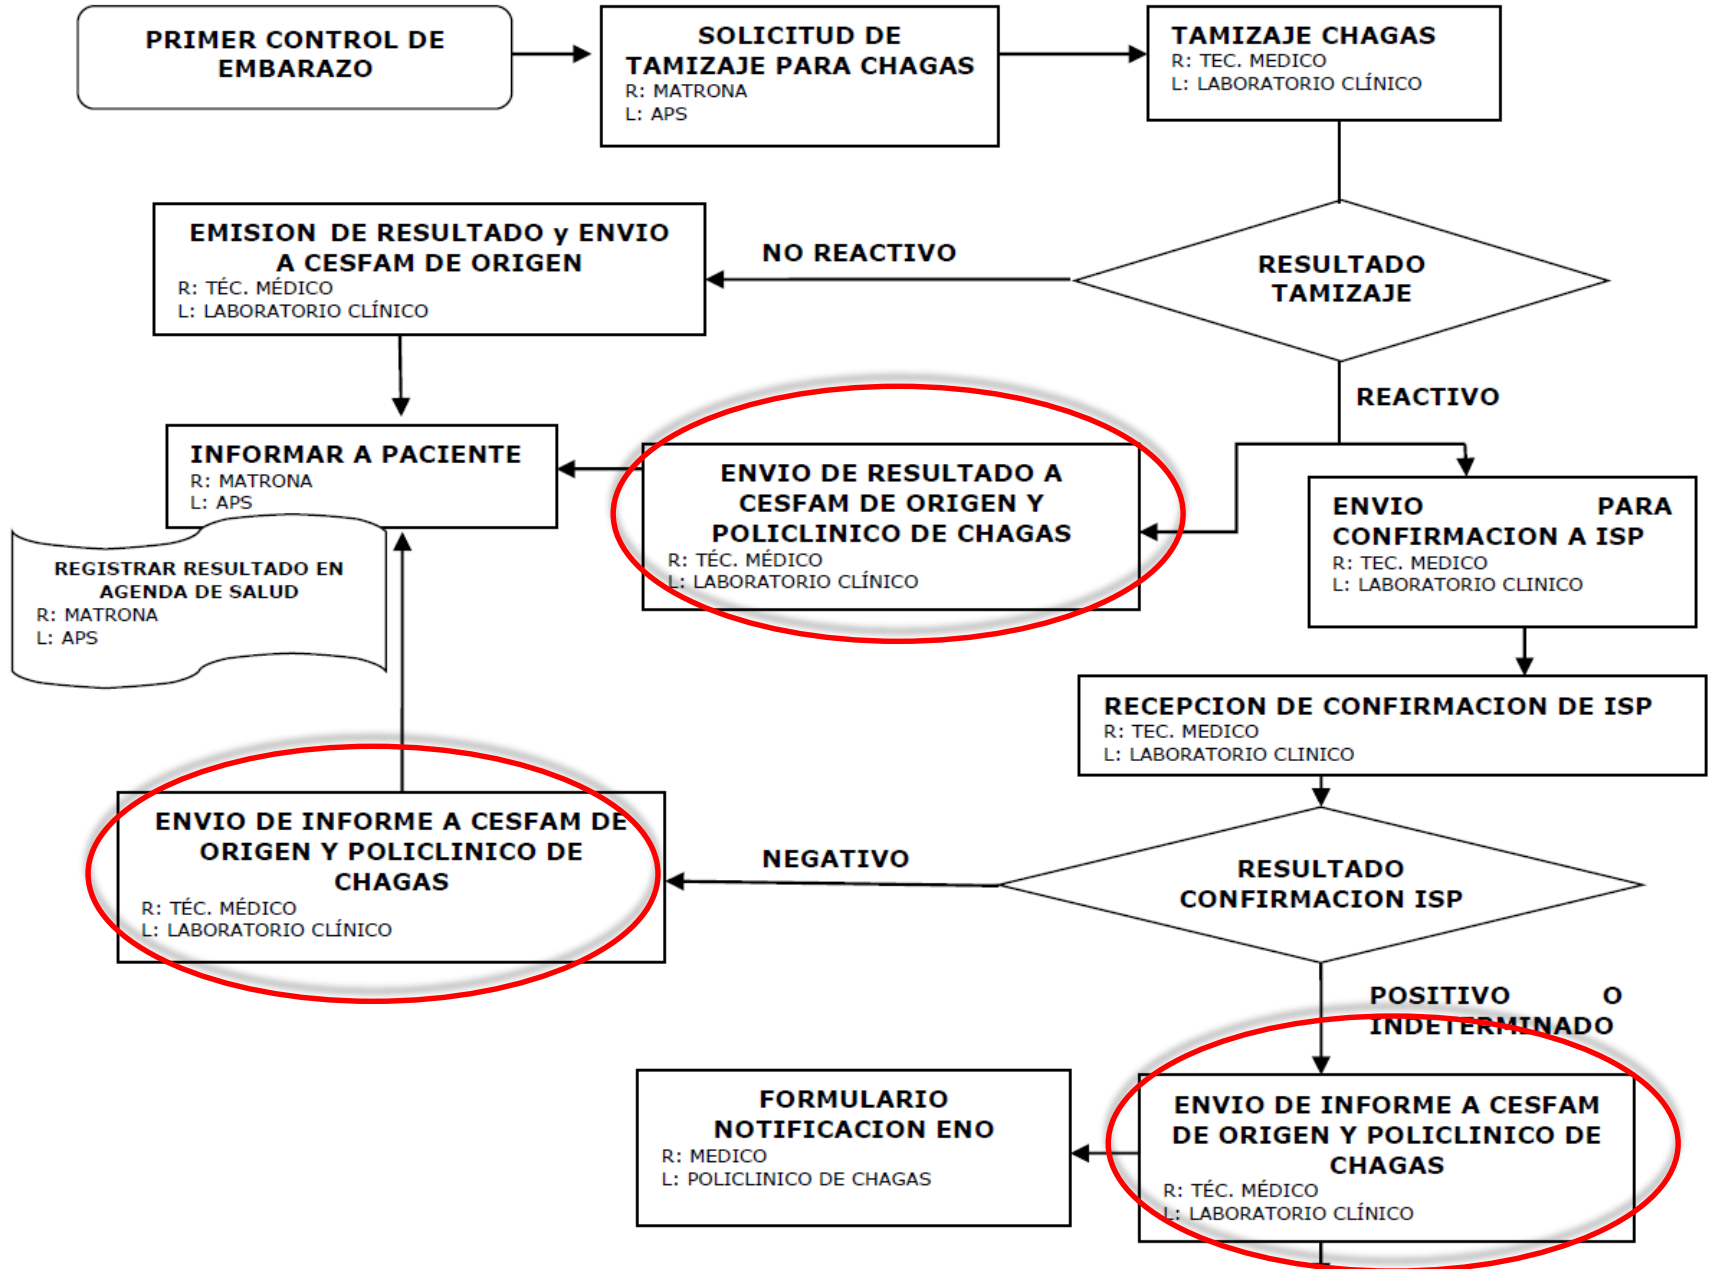 PRIMER CONTROL DE
EMBARAZO
SOLICITUD DE
TAMIZAJE PARA CHAGAS
R: MATRONA
L: APS
TAMIZAJE CHAGAS
R: TEC. MEDICO
L: LABORATORIO CLÍNICO
EMISION DE RESULTADO y ENVIO
A CESFAM DE ORIGEN
R: TÉC. MÉDICO
L: LABORATORIO CLÍNICO
NO REACTIVO
RESULTADO
TAMIZAJE
REACTIVO
INFORMAR A PACIENTE
R: MATRONA
L: APS
ENVIO DE RESULTADO A
CESFAM DE ORIGEN Y
POLICLINICO DE CHAGAS
R: TÉC. MÉDICO
L: LABORATORIO CLÍNICO
ENVIO PARA
CONFIRMACION A ISP
R: TEC. MEDICO
L: LABORATORIO CLINICO
REGISTRAR RESULTADO EN
AGENDA DE SALUD
R: MATRONA
L: APS
RECEPCION DE CONFIRMACION DE ISP
R: TEC. MEDICO
L: LABORATORIO CLINICO
ENVIO DE INFORME A CESFAM DE
ORIGEN Y POLICLINICO DE
CHAGAS
R: TÉC. MÉDICO
L: LABORATORIO CLÍNICO
NEGATIVO
RESULTADO
CONFIRMACION ISP
POSITIVO O
INDETERMINADO
FORMULARIO
NOTIFICACION ENO
R: MEDICO
L: POLICLINICO DE CHAGAS
ENVIO DE INFORME A CESFAM
DE ORIGEN Y POLICLINICO DE
CHAGAS
R: TÉC. MÉDICO
L: LABORATORIO CLÍNICO